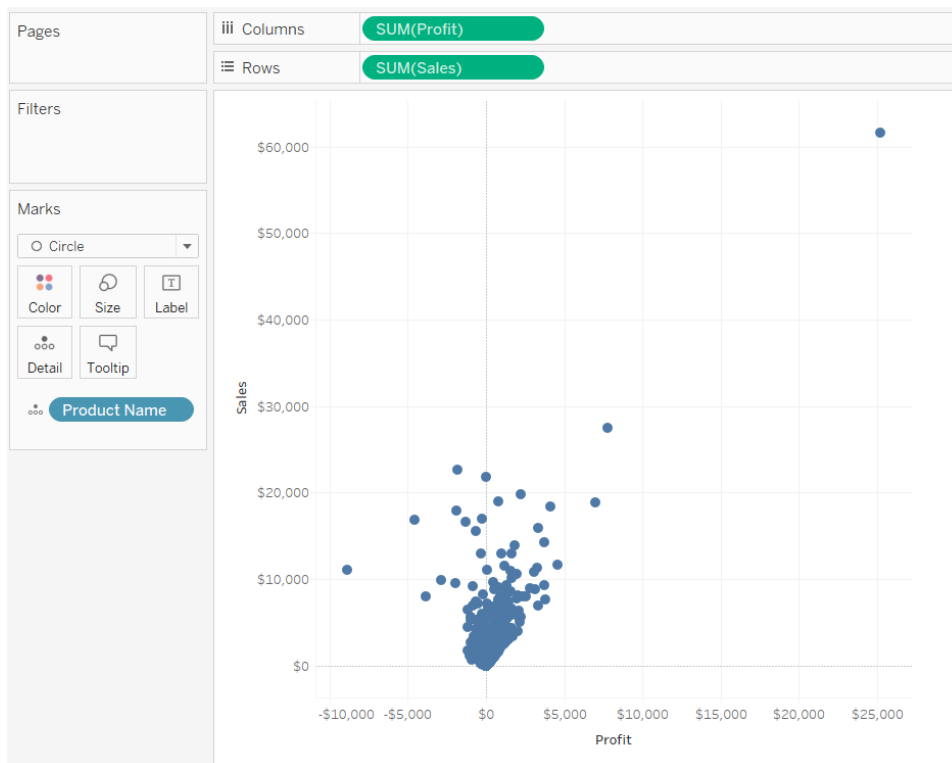 Pages
iii Columns SUM(Profit)
Rows SUM(Sales)
Filters
Marks
Circle
Color Size Label
Detail Tooltip
Product Name
Sales
$60,000
$50,000
$40,000
$30,000
$20,000
$10,000
$0
-$10,000 -$5,000 $0 $5,000 $10,000 $15,000 $20,000 $25,000
Profit